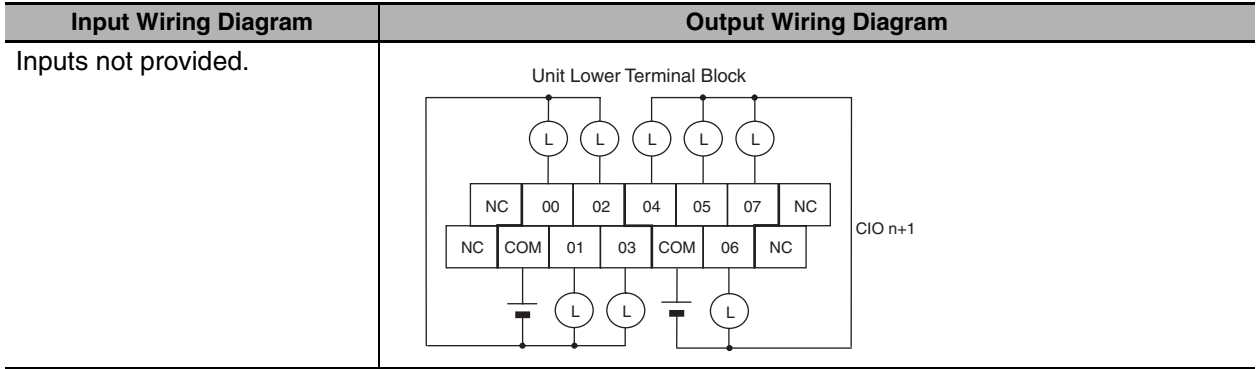 Input Wiring Diagram Output Wiring Diagram
Inputs not provided.
Unit Lower Terminal Block
L L L L L
NC 00 02 04 05 07 NC
CIO n+1
NC COM 01 03 COM 06 NC
L L L